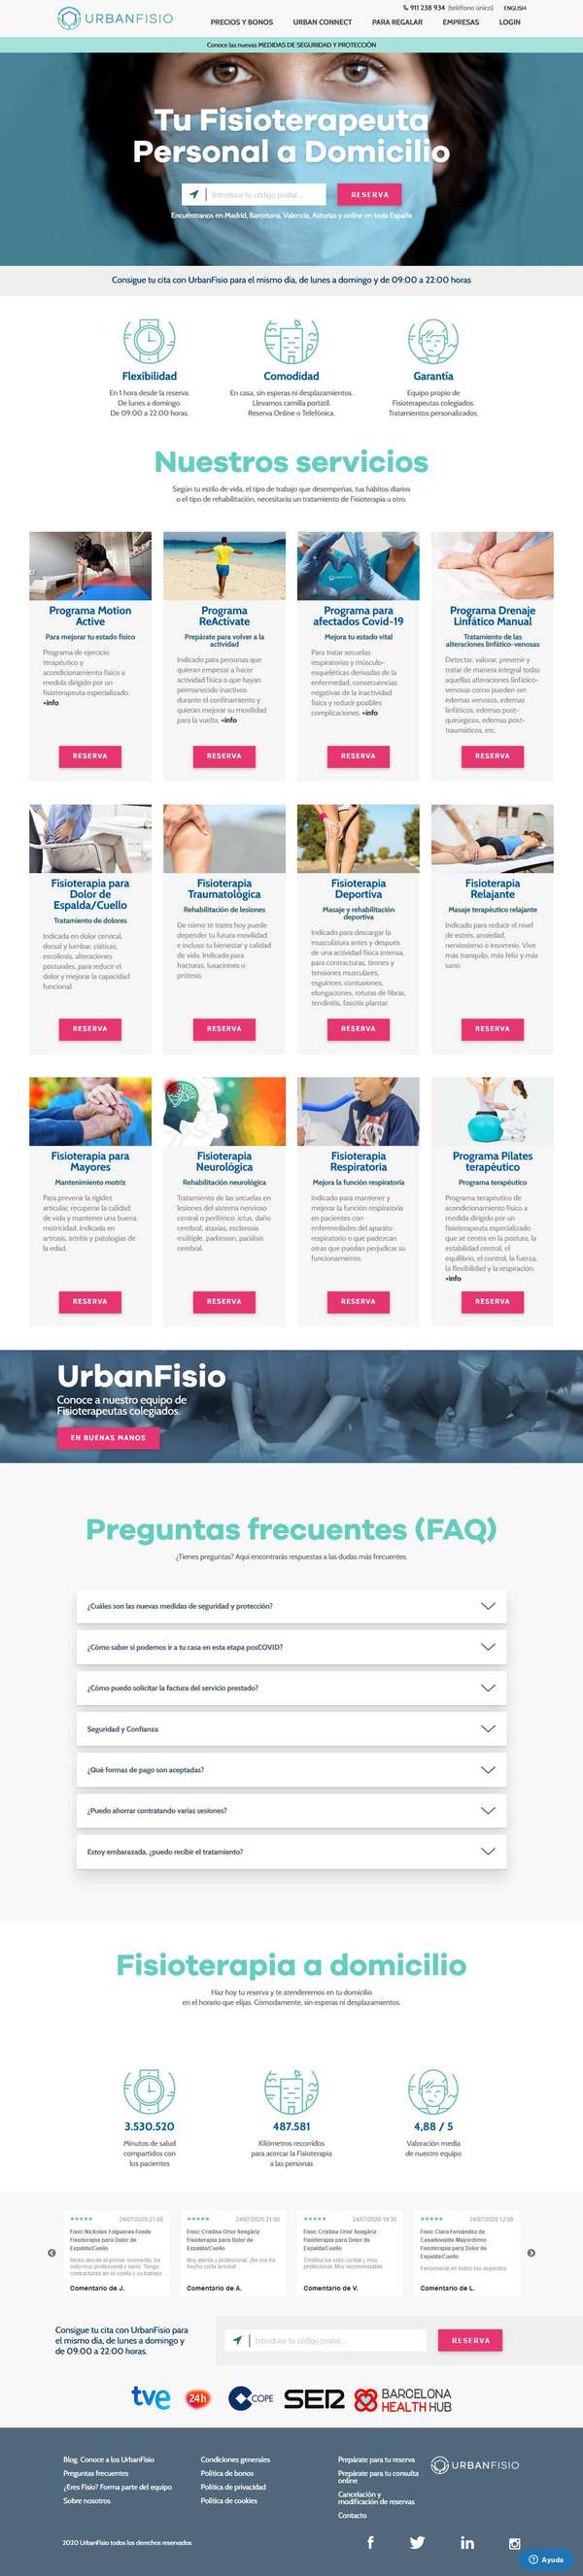 URBANFISIO
911 238 934 (teléfono único)
ENGLISH
PRECIOS Y BONOS
URBAN CONNECT
PARA REGALAR
EMPRESAS
LOGIN
Conoce las nuevas MEDIDAS DE SEGURIDAD Y PROTECCIÓN
Tu Fisioterapeuta
Personal a Domicilio
Introduce tu código postal...
RESERVA
Encuéntranos en Madrid, Barcelona, Valencia, Asturias y online en toda España
Consigue tu cita con UrbanFisio para el mismo día, de lunes a domingo y de 09:00 a 22:00 horas
Flexibilidad
En 1 hora desde la reserva.
De lunes a domingo.
De 09:00 a 22:00 horas.
Comodidad
En casa, sin esperas ni desplazamientos.
Llevamos camilla portátil.
Reserva Online o Telefónica.
Garantía
Equipo propio de
Fisioterapeutas colegiados.
Tratamientos personalizados.
Nuestros servicios
Según tu estilo de vida, el tipo de trabajo que desempeñas, tus hábitos diarios
o el tipo de rehabilitación, necesitarás un tratamiento de Fisioterapia u otro.
Programa Motion
Active
Para mejorar tu estado físico
Programa de ejercicio
terapéutico y
acondicionamiento físico a
medida dirigido por un
fisioterapeuta especializado.
+info
RESERVA
Programa
ReActívate
Prepárate para volver a la
actividad
Indicado para personas que
quieran empezar a hacer
actividad física o que hayan
permanecido inactivos
durante el confinamiento y
quieran mejorar su movilidad
para la vuelta. +info
RESERVA
Programa para
afectados Covid-19
Mejora tu estado vital
Para tratar secuelas
respiratorias y músculo-
esqueléticas derivadas de la
enfermedad, consecuencias
negativas de la inactividad
física y reducir posibles
complicaciones. +info
RESERVA
Programa Drenaje
Linfático Manual
Tratamiento de las
alteraciones linfático-venosas
Detectar, valorar, prevenir y
tratar de manera integral todas
aquellas alteraciones linfático-
venosas como pueden ser:
edemas venosos, edemas
linfáticos, edemas post-
quirúrgicos, edemas post-
traumáticos, etc.
RESERVA
Fisioterapia para
Dolor de
Espalda/Cuello
Tratamiento de dolores
Indicada en dolor cervical,
dorsal y lumbar, ciáticas,
escoliosis, alteraciones
posturales, para reducir el
dolor y mejorar la capacidad
funcional.
RESERVA
Fisioterapia
Traumatológica
Rehabilitación de lesiones
De cómo te trates hoy puede
depender tu futura movilidad
e incluso tu bienestar y calidad
de vida. Indicado para
fracturas, luxaciones o
prótesis.
RESERVA
Fisioterapia
Deportiva
Masaje y rehabilitación
deportiva
Indicado para descargar la
musculatura antes y después
de una actividad física intensa,
para contracturas, tirones y
tensiones musculares,
esguinces, contusiones,
elongaciones, roturas de fibras,
tendinitis, fascitis plantar.
RESERVA
Fisioterapia
Relajante
Masaje terapéutico relajante
Indicado para reducir el nivel
de estrés, ansiedad,
nerviosismo o insomnio. Vive
más tranquilo, más feliz y más
sano.
RESERVA
Fisioterapia para
Mayores
Mantenimiento motriz
Para prevenir la rigidez
articular, recuperar la calidad
de vida y mantener una buena
motricidad. Indicada en
artrosis, artritis y patologías de
la edad.
RESERVA
Fisioterapia
Neurológica
Rehabilitación neurológica
Tratamiento de las secuelas en
lesiones del sistema nervioso
central o periférico: ictus, daño
cerebral, ataxias, esclerosis
múltiple, parkinson, parálisis
cerebral.
RESERVA
Fisioterapia
Respiratoria
Mejora la función respiratoria
Indicado para mantener y
mejorar la función respiratoria
en pacientes con
enfermedades del aparato
respiratorio o que padezcan
otras que puedan perjudicar su
funcionamiento.
RESERVA
Programa Pilates
terapéutico
Programa terapéutico
Programa terapéutico de
acondicionamiento físico a
medida dirigido por un
fisioterapeuta especializado
que se centra en la postura, la
estabilidad central, el
equilibrio, el control, la fuerza,
la flexibilidad y la respiración.
+info
RESERVA
UrbanFisio
Conoce a nuestro equipo de
Fisioterapeutas colegiados.
EN BUENAS MANOS
Preguntas frecuentes (FAQ)
¿Tienes preguntas? Aquí encontrarás respuestas a las dudas más frecuentes.
¿Cuáles son las nuevas medidas de seguridad y protección?
¿Cómo saber si podemos ir a tu casa en esta etapa posCOVID?
¿Cómo puedo solicitar la factura del servicio prestado?
Seguridad y Confianza
¿Qué formas de pago son aceptadas?
¿Puedo ahorrar contratando varias sesiones?
Estoy embarazada, ¿puedo recibir el tratamiento?
Fisioterapia a domicilio
Haz hoy tu reserva y te atenderemos en tu domicilio
en el horario que elijas. Cómodamente, sin esperas ni desplazamientos.
3.530.520
Minutos de salud
compartidos con
los pacientes
487.581
Kilómetros recorridos
para acercar la Fisioterapia
a las personas
4,88 / 5
Valoración media
de nuestro equipo
24/07/2020 21:00
Fisio: Nickolas Folgueras Fonde
Fisioterapia para Dolor de
Espalda/Cuello
Comentario de J.
24/07/2020 21:00
Fisio: Cristina Oriol Sengáriz
Fisioterapia para Dolor de
Espalda/Cuello
Muy atenta y profesional. ¡Se me ha
hecho corta la hora!
Comentario de A.
24/07/2020 19:30
Fisio: Cristina Oriol Sengáriz
Fisioterapia para Dolor de
Espalda/Cuello
Cristina ha sido cordial y muy
profesional. Muy recomendable.
Comentario de V.
24/07/2020 12:00
Fisio: Clara Fernández de
Casadevante Mayordomo
Fisioterapia para Dolor de
Espalda/Cuello
Fenomenal en todos los aspectos
Comentario de L.
Consigue tu cita con UrbanFisio para
el mismo día, de lunes a domingo y
de 09:00 a 22:00 horas.
Introduce tu código postal...
RESERVA
tve
24h
COPE
SER
BARCELONA
HEALTH HUB
Blog. Conoce a los UrbanFisio
Preguntas frecuentes
¿Eres Fisio? Forma parte del equipo
Sobre nosotros
Condiciones generales
Política de bonos
Política de privacidad
Política de cookies
Prepárate para tu reserva
Prepárate para tu consulta
online
Cancelación y
modificación de reservas
Contacto
URBANFISIO
2020 UrbanFisio todos los derechos reservados
Ayuda